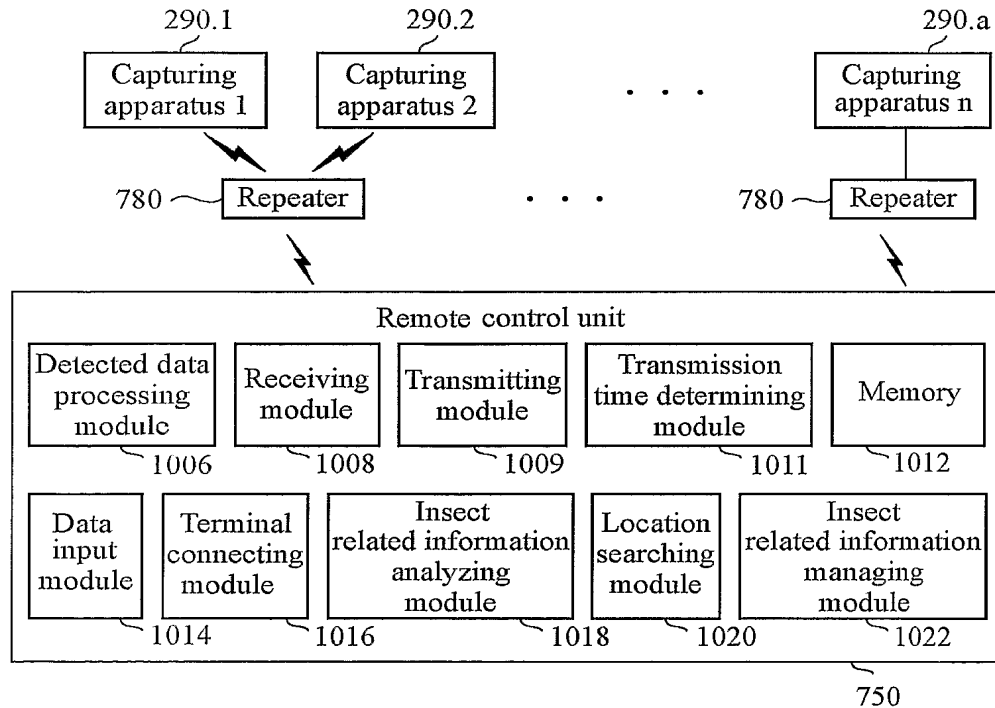 290.1
290.2
290.a
Capturing
apparatus 1
Capturing
apparatus 2
. . .
Capturing
apparatus n
780
Repeater
. . .
780
Repeater
Remote control unit
Detected data
processing
module
Receiving
module
Transmitting
module
Transmission
time determining
module
Memory
1006
1008
1009
1011
1012
Data
input
module
Terminal
connecting
module
Insect
related information
analyzing
module
Location
searching
module
Insect
related information
managing
module
1014
1016
1018
1020
1022
750